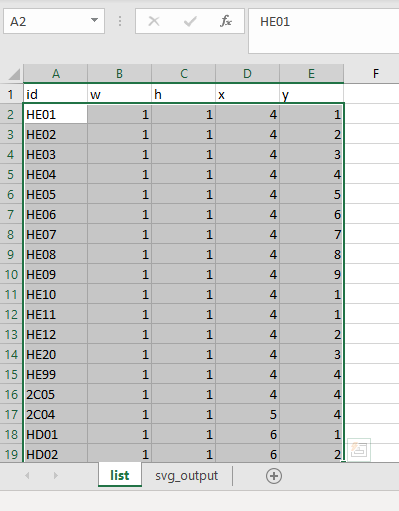 A2 HE01
A B C D E F
1 id w h x y
2 HE01 1 1 4 1
3 HE02 1 1 4 2
4 HE03 1 1 4 3
5 HE04 1 1 4 4
6 HE05 1 1 4 5
7 HE06 1 1 4 6
8 HE07 1 1 4 7
9 HE08 1 1 4 8
10 HE09 1 1 4 9
11 HE10 1 1 4 1
12 HE11 1 1 4 1
13 HE12 1 1 4 2
14 HE20 1 1 4 3
15 HE99 1 1 4 4
16 2C05 1 1 4 4
17 2C04 1 1 5 4
18 HD01 1 1 6 1
19 HD02 1 1 6 2
list svg_output